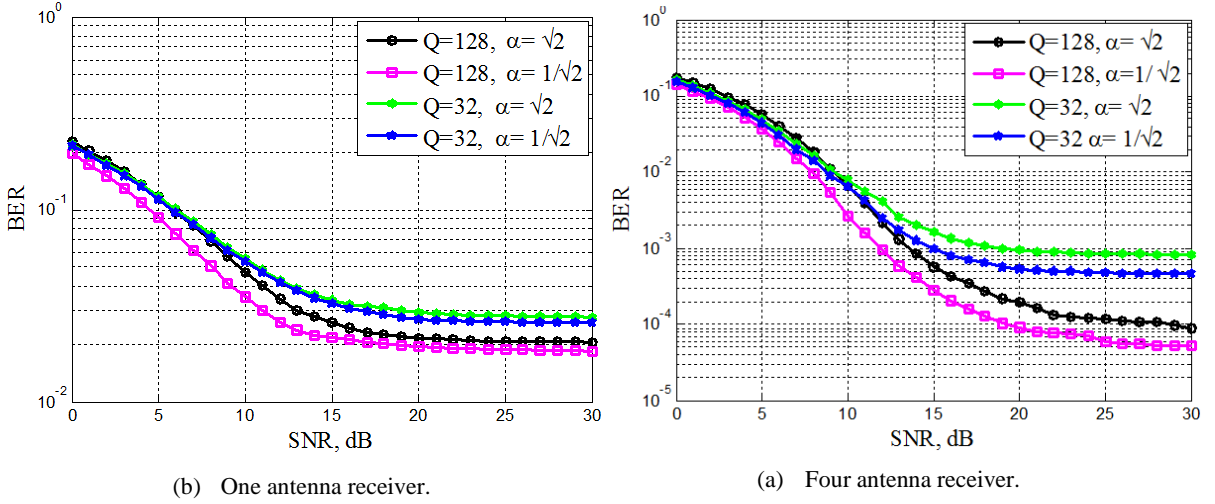 10^0
10^-1
10^-2
BER
0 5 10 15 20 25 30
SNR, dB
Q=128, α= √2
Q=128, α= 1/√2
Q=32, α= √2
Q=32, α= 1/√2
(b) One antenna receiver.
10^0
10^-1
10^-2
10^-3
10^-4
10^-5
BER
0 5 10 15 20 25 30
SNR, dB
Q=128, α= √2
Q=128, α=1/ √2
Q=32, α= √2
Q=32 α= 1/√2
(a) Four antenna receiver.